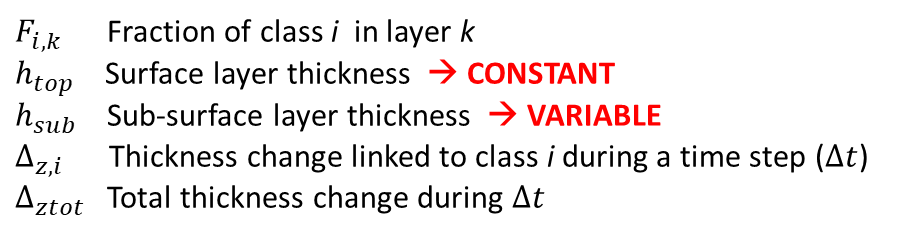 F_{i,k} Fraction of class i in layer k
h_{top} Surface layer thickness → CONSTANT
h_{sub} Sub-surface layer thickness → VARIABLE
Δ_{z,i} Thickness change linked to class i during a time step (Δt)
Δ_{ztot} Total thickness change during Δt